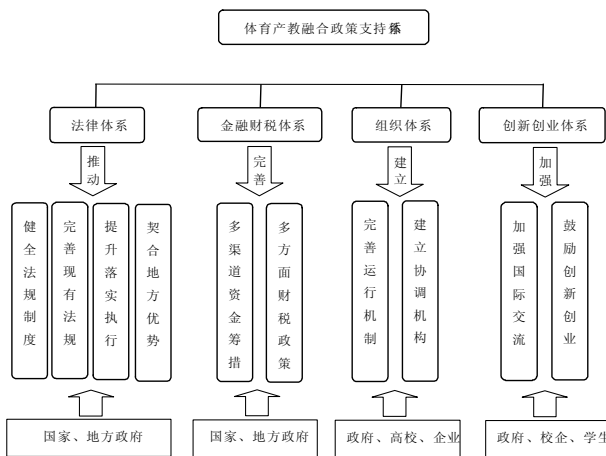 体育产教融合政策支持体系
法律体系
金融财税体系
组织体系
创新创业体系
推动
完善
建立
加强
健全法规制度
完善现有法规
提升落实执行
契合地方优势
多渠道资金筹措
多方面财税政策
完善运行机制
建立协调机构
加强国际交流
鼓励创新创业
国家、地方政府
国家、地方政府
政府、高校、企业
政府、校企、学生